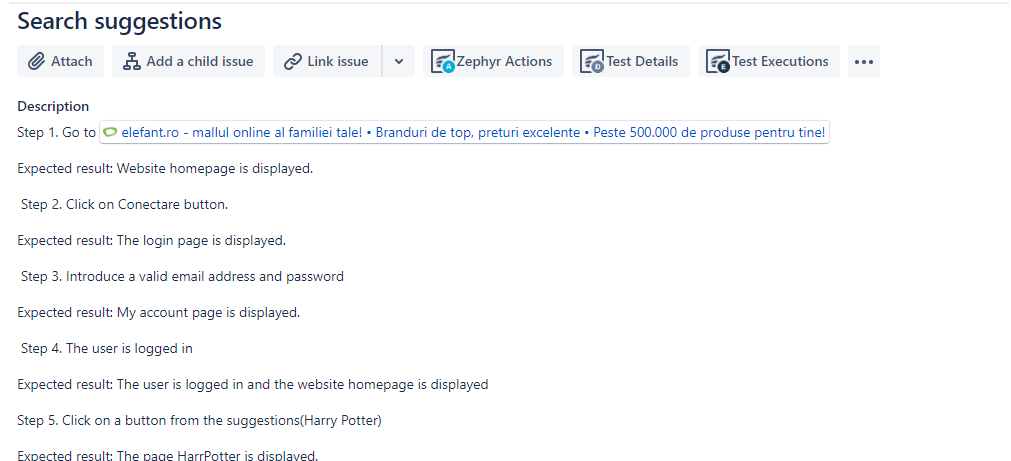 Search suggestions
Attach Add a child issue Link issue Zephyr Actions Test Details Test Executions
Description
Step 1. Go to elefant.ro - mallul online al familiei tale! • Branduri de top, preturi excelente • Peste 500.000 de produse pentru tine!
Expected result: Website homepage is displayed.
Step 2. Click on Conectare button.
Expected result: The login page is displayed.
Step 3. Introduce a valid email address and password
Expected result: My account page is displayed.
Step 4. The user is logged in
Expected result: The user is logged in and the website homepage is displayed
Step 5. Click on a button from the suggestions(Harry Potter)
Expected result: The page HarrPotter is displayed.